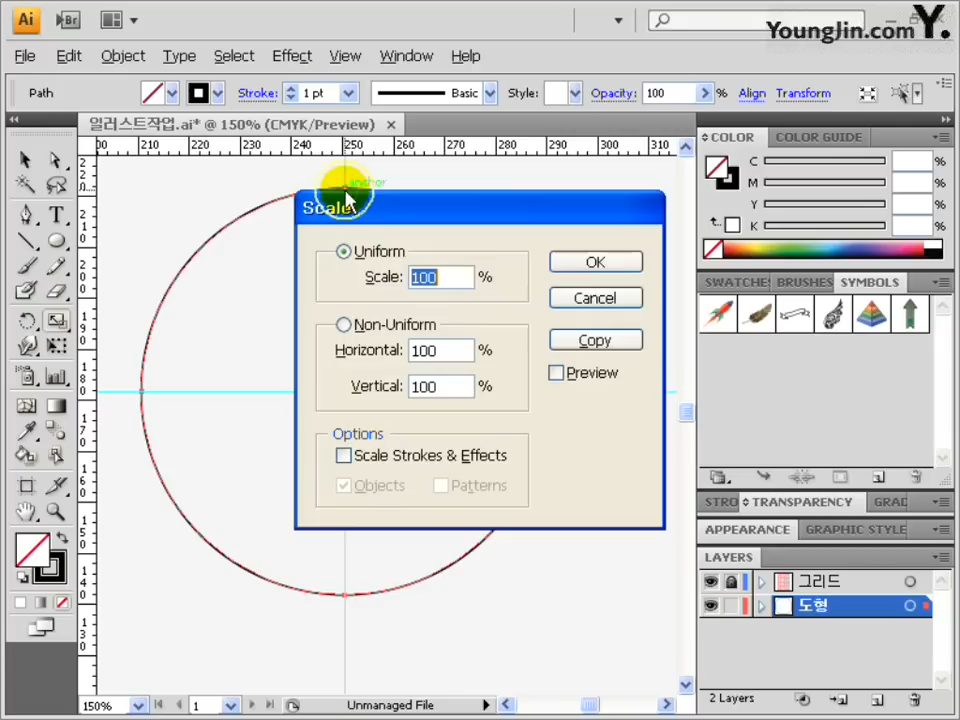 Ai Br
YoungJin.com Y.
File Edit Object Type Select Effect View Window Help
Path Stroke: 1 pt Basic Style: Opacity: 100 % Align Transform
일러스트작업.ai* @ 150% (CMYK/Preview)
210 220 230 240 250 260 270 280 290 300 310
anchor
Scale
Uniform
Scale: 100 %
Non-Uniform
Horizontal: 100 %
Vertical: 100 %
Options
Scale Strokes & Effects
Objects Patterns
OK
Cancel
Copy
Preview
COLOR COLOR GUIDE
C %
M %
Y %
K %
SWATCHE BRUSHES SYMBOLS
STRO TRANSPARENCY GRAD
APPEARANCE GRAPHIC STYLE
LAYERS
그리드
도형
2 Layers
150% 1 Unmanaged File